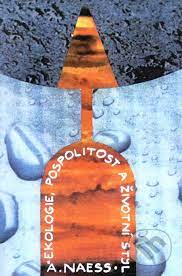 EKOLOGIE, POSPOLITOST A ŽIVOTNÍ STYL
A. NAESS.